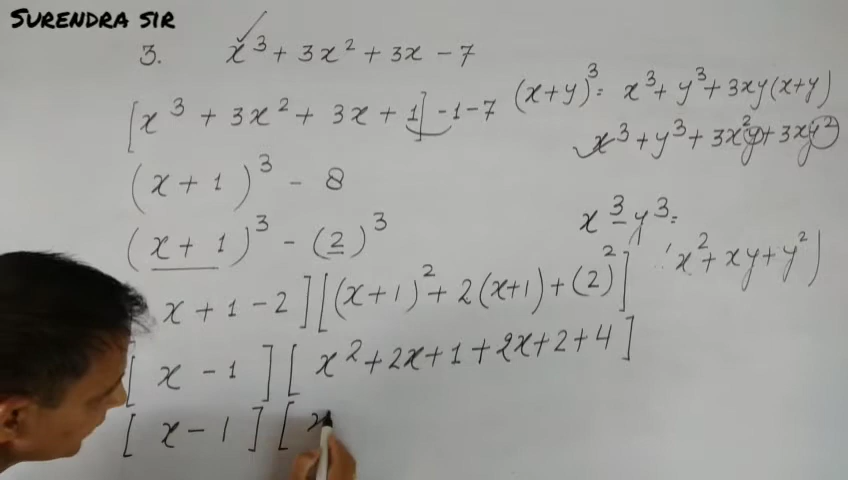 SURENDRA SIR
3. x³ + 3x² + 3x - 7
[x³ + 3x² + 3x + 1] - 1 - 7
(x + 1)³ - 8
(x + 1)³ - (2)³
x + 1 - 2][(x+1)² + 2(x+1) + (2)²]
[x - 1][x² + 2x + 1 + 2x + 2 + 4]
[x - 1][x
(x+y)³ = x³ + y³ + 3xy(x+y)
x³ + y³ + 3x²y + 3xy²
x³ - y³ =
(x² + xy + y²)